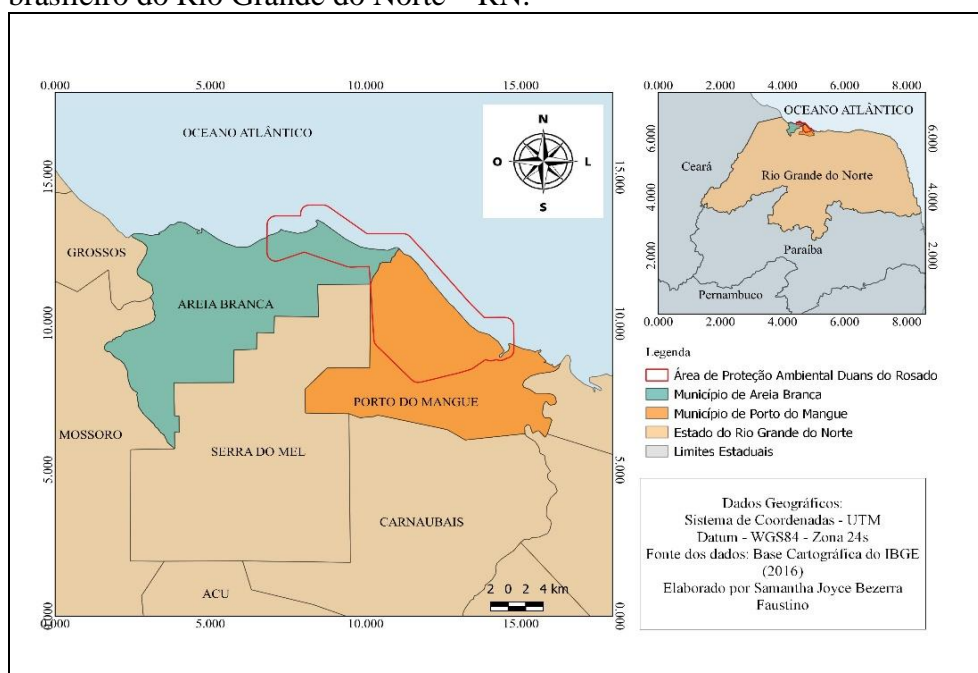 brasileiro do Rio Grande do Norte – RN.
0.000 5.000 10.000 15.000
OCEANO ATLÂNTICO
N
O L
S
15.000 15.000
GROSSOS
AREIA BRANCA
10.000 10.000
PORTO DO MANGUE
MOSSORO
SERRA DO MEL
5.000 5.000
CARNAUBAIS
ACU
2 0 2 4 km
0.000 0.000
0.000 5.000 10.000 15.000
0.000 2.000 4.000 6.000 8.000
OCEANO ATLÂNTICO
6.000 6.000
Ceará
Rio Grande do Norte
4.000 4.000
Paraíba
2.000 2.000
Pernambuco
0.000 0.000
0.000 2.000 4.000 6.000 8.000
Legenda
Área de Proteção Ambiental Duans do Rosado
Município de Areia Branca
Município de Porto do Mangue
Estado do Rio Grande do Norte
Limites Estaduais
Dados Geográficos:
Sistema de Coordenadas - UTM
Datum - WGS84 - Zona 24s
Fonte dos dados: Base Cartográfica do IBGE
(2016)
Elaborado por Samantha Joyce Bezerra
Faustino